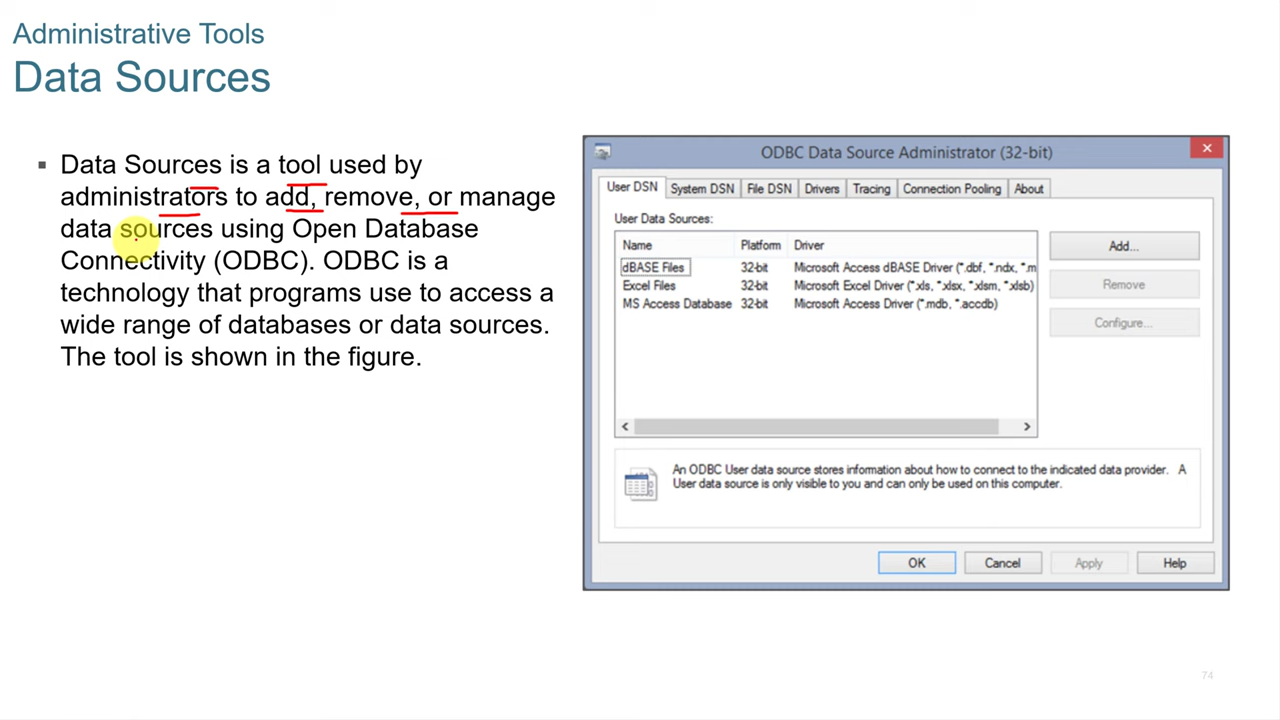 Administrative Tools
Data Sources
▪ Data Sources is a tool used by
administrators to add, remove, or manage
data sources using Open Database
Connectivity (ODBC). ODBC is a
technology that programs use to access a
wide range of databases or data sources.
The tool is shown in the figure.
ODBC Data Source Administrator (32-bit)
User DSN System DSN File DSN Drivers Tracing Connection Pooling About
User Data Sources:
Name Platform Driver
dBASE Files 32-bit Microsoft Access dBASE Driver (*.dbf, *.ndx, *.m
Excel Files 32-bit Microsoft Excel Driver (*.xls, *.xlsx, *.xlsm, *.xlsb)
MS Access Database 32-bit Microsoft Access Driver (*.mdb, *.accdb)
Add...
Remove
Configure...
An ODBC User data source stores information about how to connect to the indicated data provider. A
User data source is only visible to you and can only be used on this computer.
OK Cancel Apply Help
74